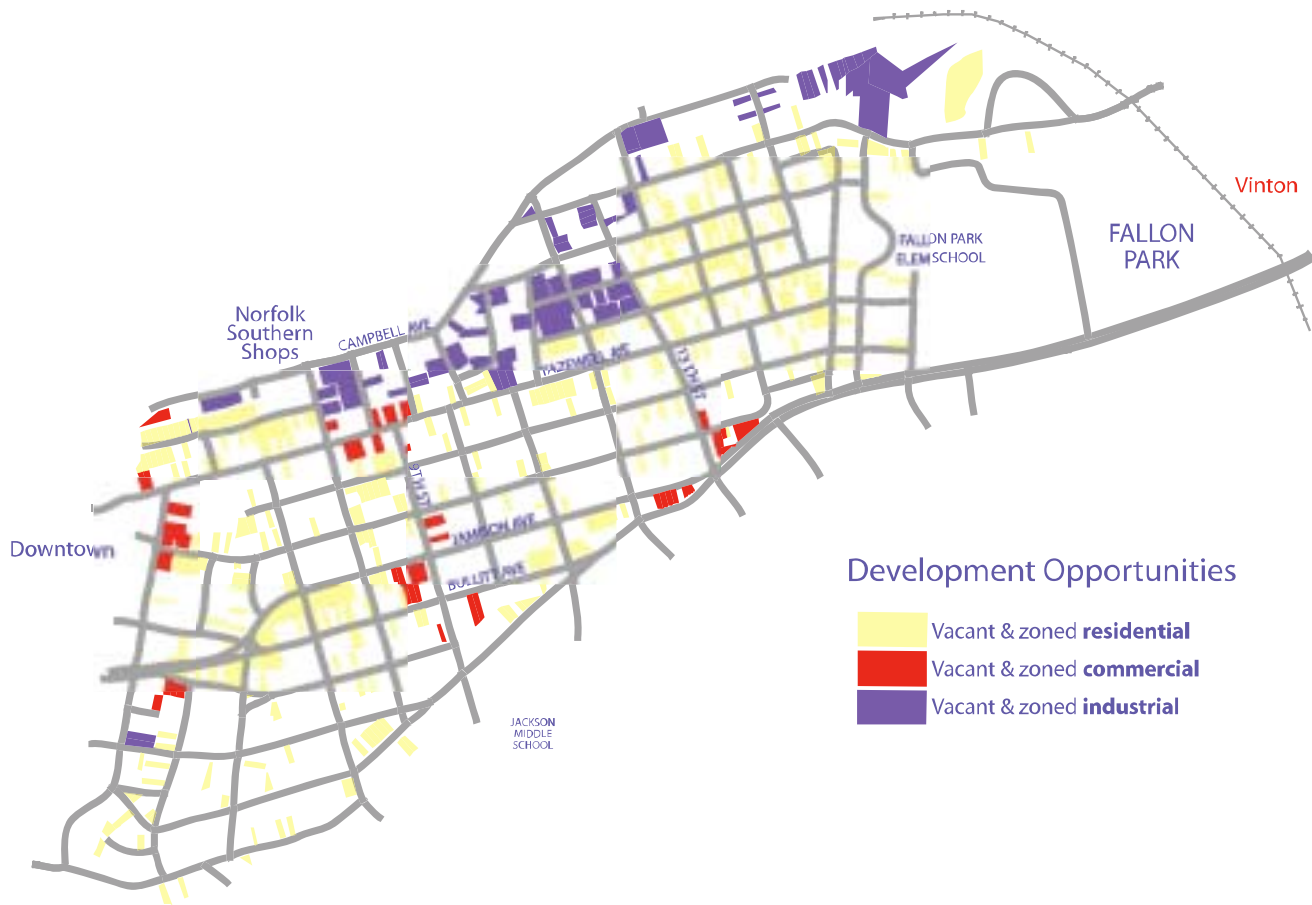 Vinton
FALLON
PARK
FALLON PARK
ELEM SCHOOL
Norfolk
Southern
Shops
CAMPBELL AVE
TAZEWELL AVE
13TH ST
9TH ST
JAMISON AVE
Downtown
BULLITT AVE
Development Opportunities
Vacant & zoned residential
Vacant & zoned commercial
Vacant & zoned industrial
JACKSON
MIDDLE
SCHOOL